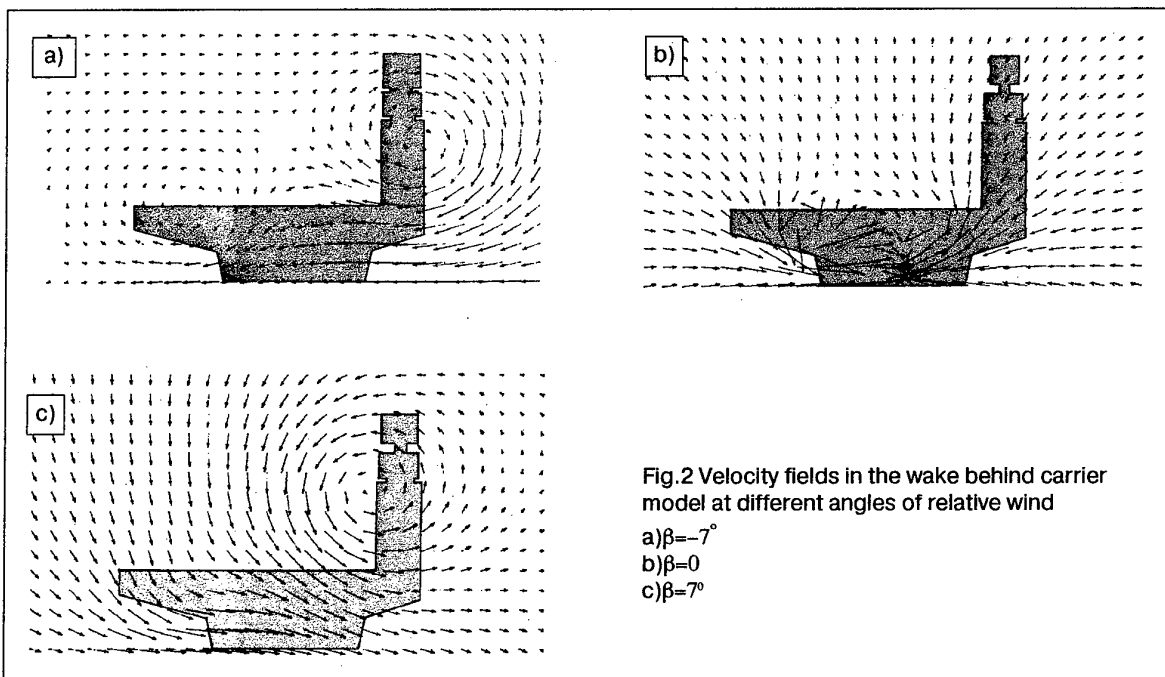 a)
b)
c)
Fig.2 Velocity fields in the wake behind carrier
model at different angles of relative wind
a)β=-7°
b)β=0
c)β=7°